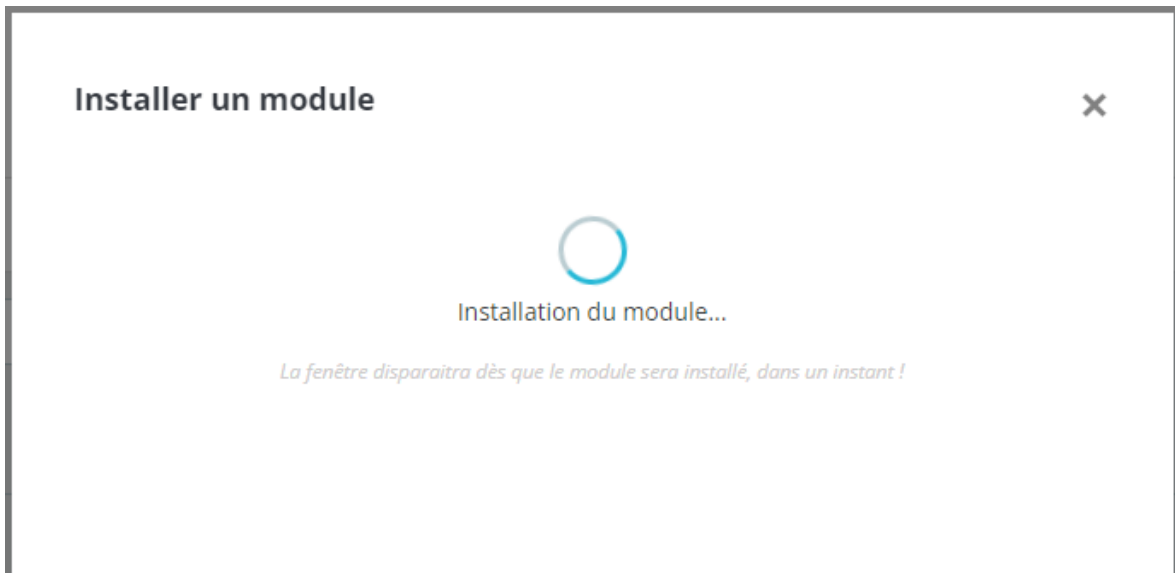 Installer un module
Installation du module...
La fenêtre disparaitra dès que le module sera installé, dans un instant !